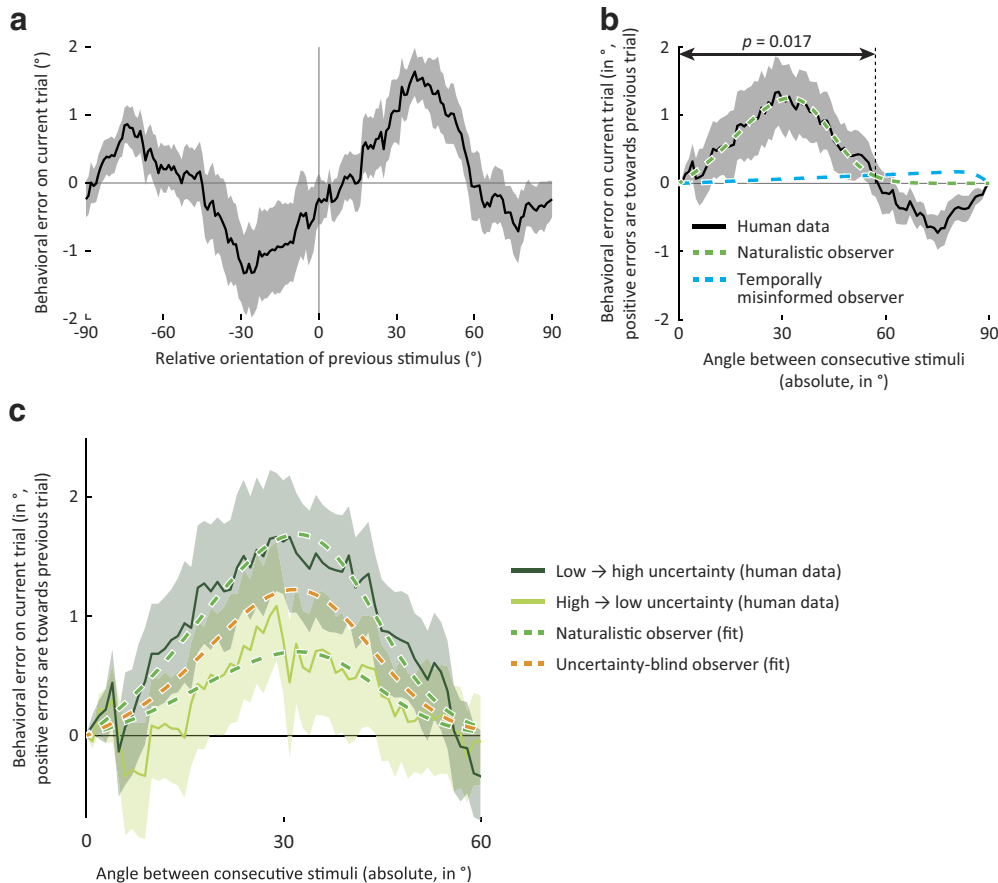 a
Behavioral error on current trial (°)
2
1
0
-1
-2
-90
-60
-30
0
30
60
90
Relative orientation of previous stimulus (°)
b
Behavioral error on current trial (in °,
positive errors are towards previous trial)
p = 0.017
2
1
0
-1
-2
Human data
Naturalistic observer
Temporally
misinformed observer
0
30
60
90
Angle between consecutive stimuli
(absolute, in °)
c
Behavioral error on current trial (in °,
positive errors are towards previous trial)
2
1
0
0
30
60
Angle between consecutive stimuli (absolute, in °)
Low → high uncertainty (human data)
High → low uncertainty (human data)
Naturalistic observer (fit)
Uncertainty-blind observer (fit)